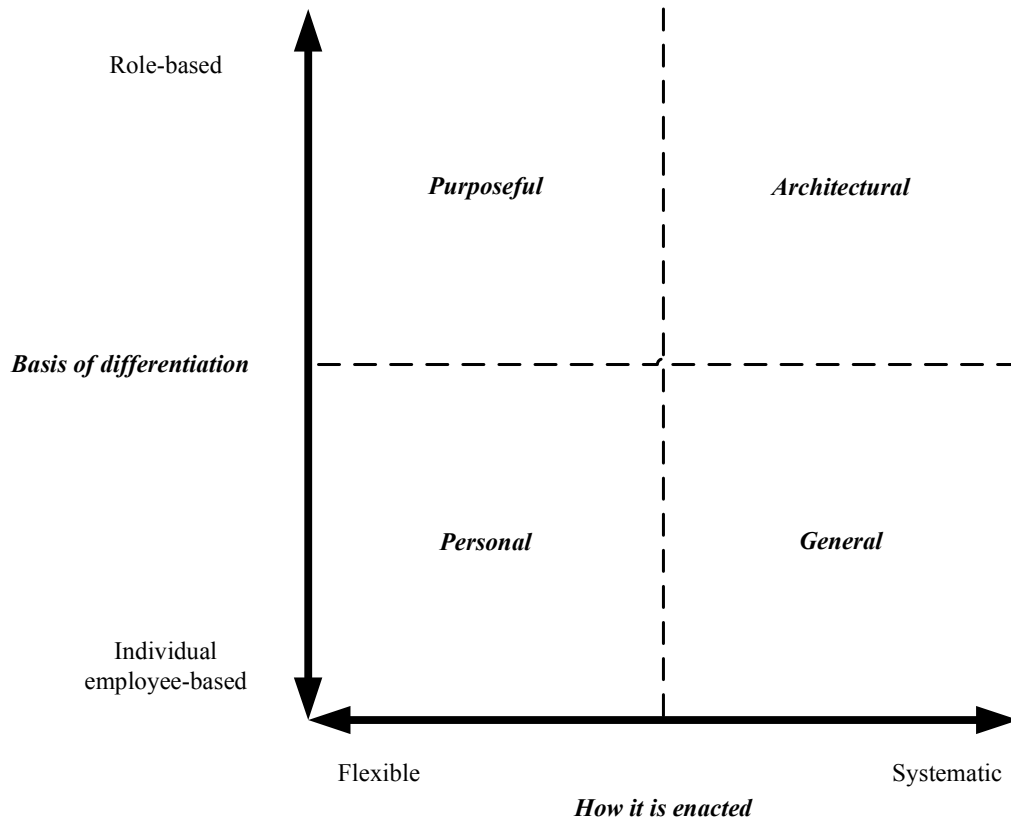 Role-based
Purposeful
Architectural
Basis of differentiation
Personal
General
Individual
employee-based
Flexible
Systematic
How it is enacted